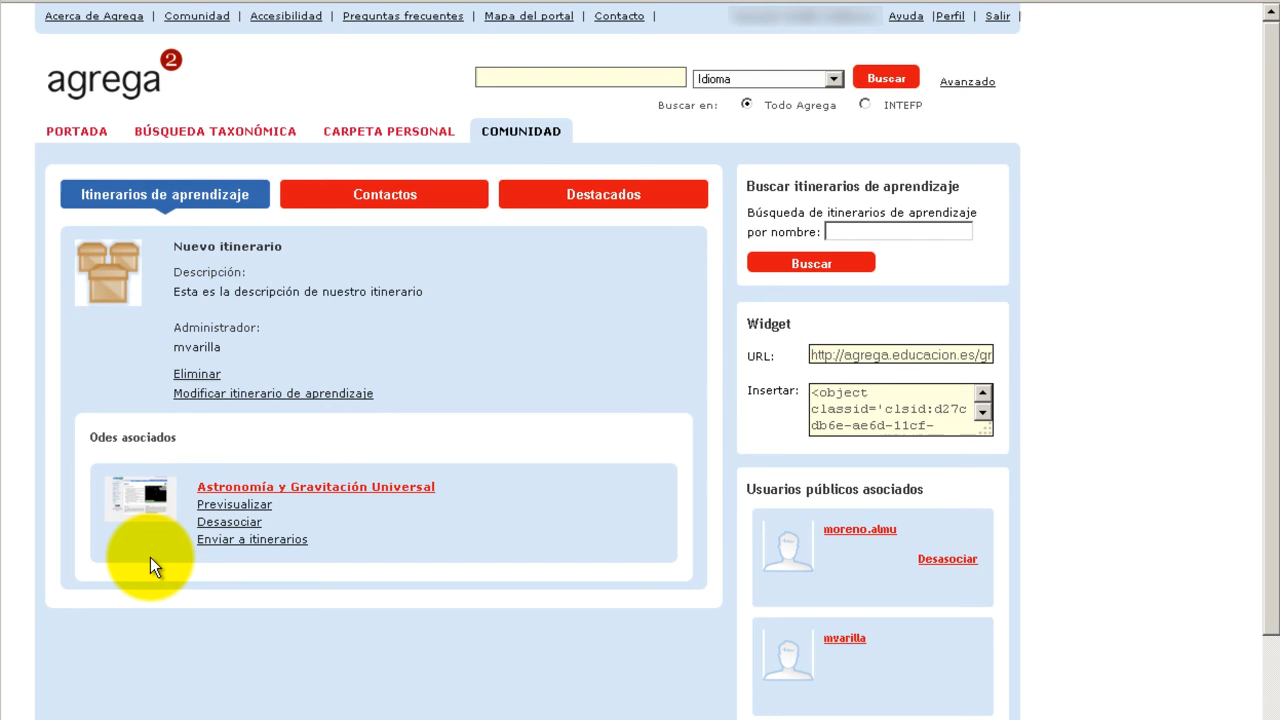 Acerca de Agrega | Comunidad | Accesibilidad | Preguntas frecuentes | Mapa del portal | Contacto | Ayuda |Perfil | Salir |
agrega 2
Idioma
Buscar
Avanzado
Buscar en: Todo Agrega INTEFP
PORTADA BÚSQUEDA TAXONÓMICA CARPETA PERSONAL COMUNIDAD
Itinerarios de aprendizaje
Contactos
Destacados
Nuevo itinerario
Descripción:
Esta es la descripción de nuestro itinerario
Administrador:
mvarilla
Eliminar
Modificar itinerario de aprendizaje
Odes asociados
Astronomía y Gravitación Universal
Previsualizar
Desasociar
Enviar a itinerarios
Buscar itinerarios de aprendizaje
Búsqueda de itinerarios de aprendizaje
por nombre:
Buscar
Widget
URL: http://agrega.educacion.es/gr
Insertar: <object
classid='clsid:d27c
db6e-ae6d-11cf-
Usuarios públicos asociados
moreno.almu
Desasociar
mvarilla